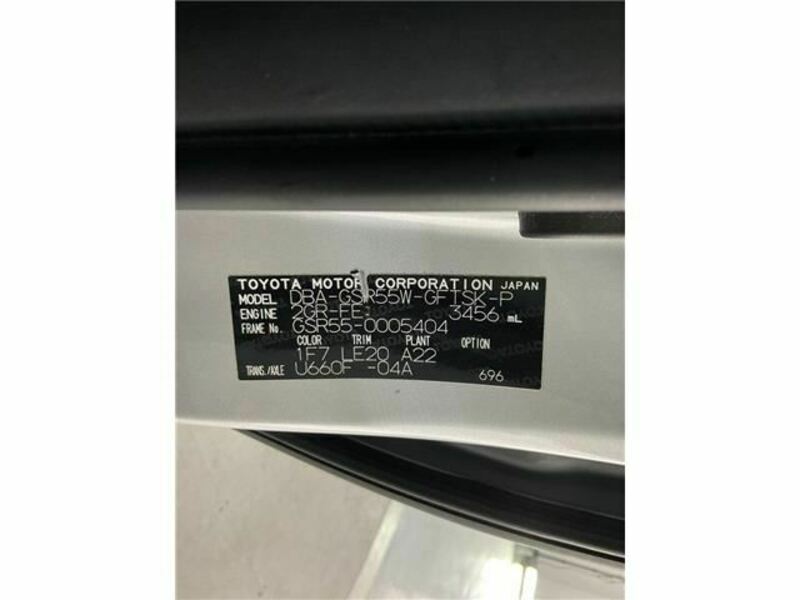 TOYOTA MOTOR CORPORATION JAPAN
MODEL DBA-GSR55W-GFTSK-P
ENGINE 2GR-FE 3456 mL
FRAME No. GSR55-0005404
COLOR TRIM PLANT OPTION
1F7 LE20 A22
TRANS./AXLE U660F -04A 696